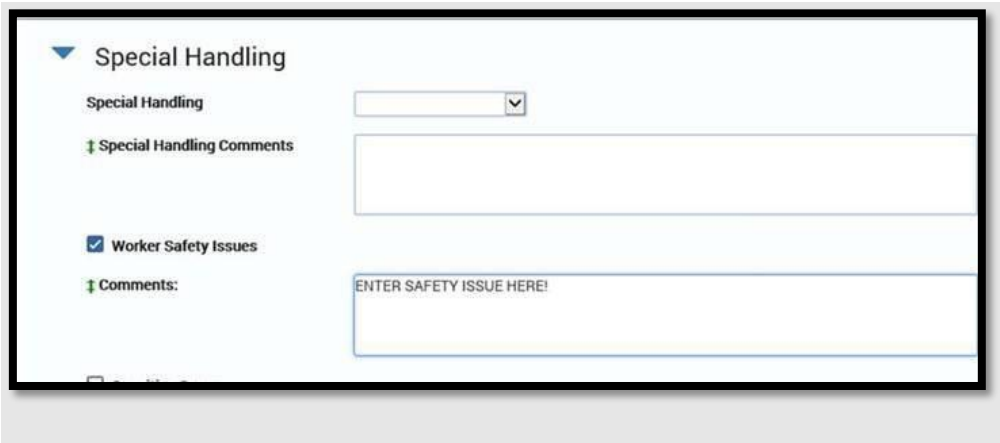 Special Handling
Special Handling
‡ Special Handling Comments
Worker Safety Issues
‡ Comments:
ENTER SAFETY ISSUE HERE!